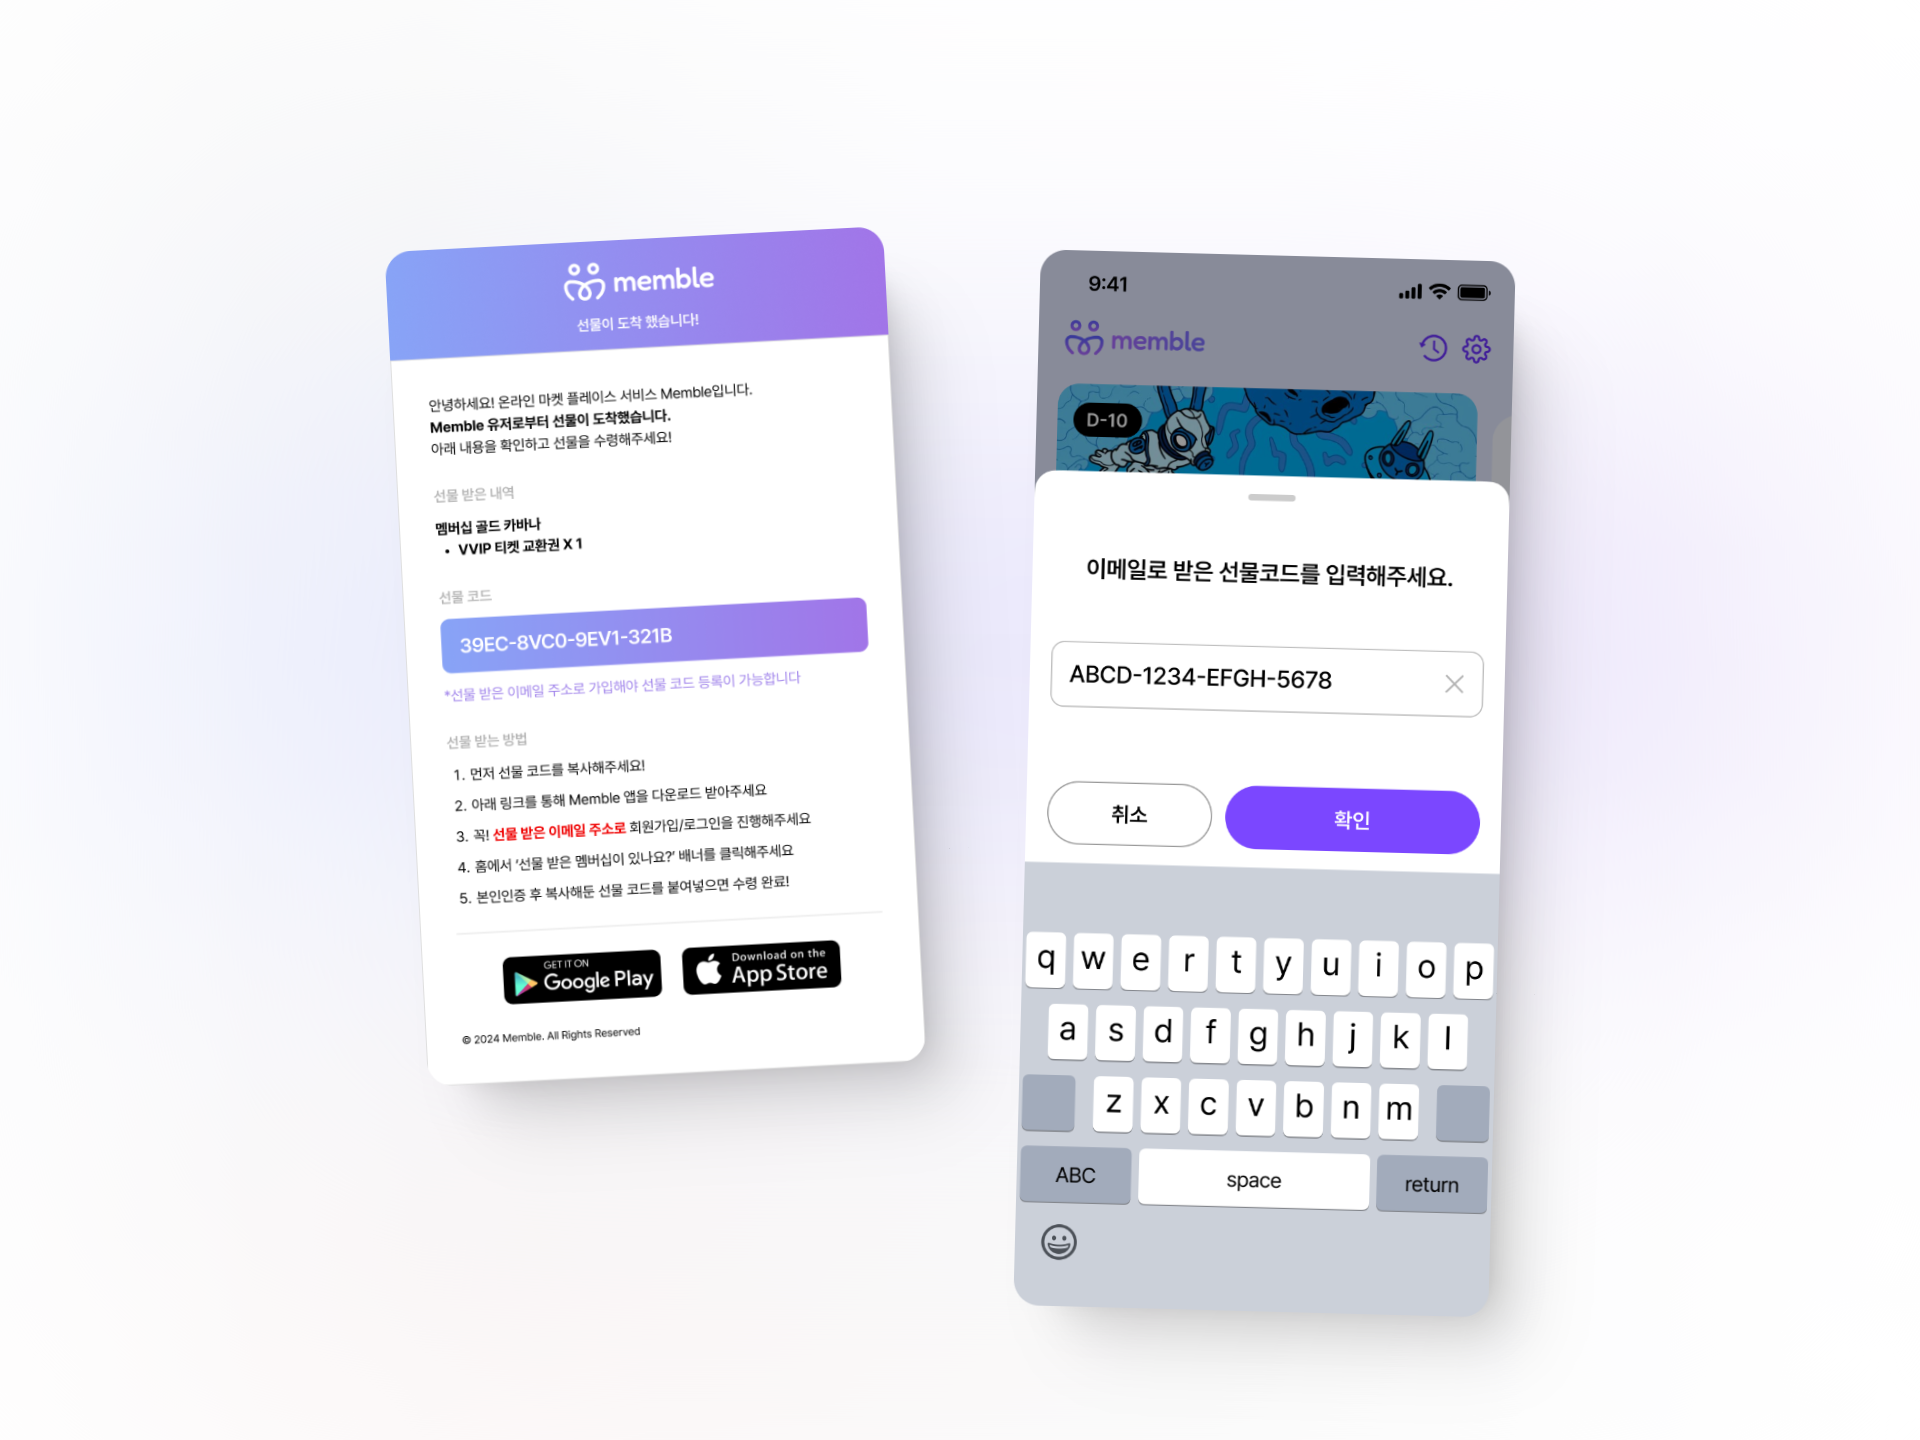 memble
선물이 도착 했습니다!
안녕하세요! 온라인 마켓 플레이스 서비스 Memble입니다.
Memble 유저로부터 선물이 도착했습니다.
아래 내용을 확인하고 선물을 수령해주세요!
선물 받은 내역
멤버십 골드 카바나
• VVIP 티켓 교환권 X 1
선물 코드
39EC-8VC0-9EV1-321B
*선물 받은 이메일 주소로 가입해야 선물 코드 등록이 가능합니다
선물 받는 방법
1. 먼저 선물 코드를 복사해주세요!
2. 아래 링크를 통해 Memble 앱을 다운로드 받아주세요
3. 꼭! 선물 받은 이메일 주소로 회원가입/로그인을 진행해주세요
4. 홈에서 ‘선물 받은 멤버십이 있나요?’ 배너를 클릭해주세요
5. 본인인증 후 복사해둔 선물 코드를 붙여넣으면 수령 완료!
GET IT ON
Google Play
Download on the
App Store
© 2024 Memble. All Rights Reserved
9:41
memble
D-10
이메일로 받은 선물코드를 입력해주세요.
ABCD-1234-EFGH-5678
취소 확인
q w e r t y u i o p
a s d f g h j k l
z x c v b n m
ABC space return